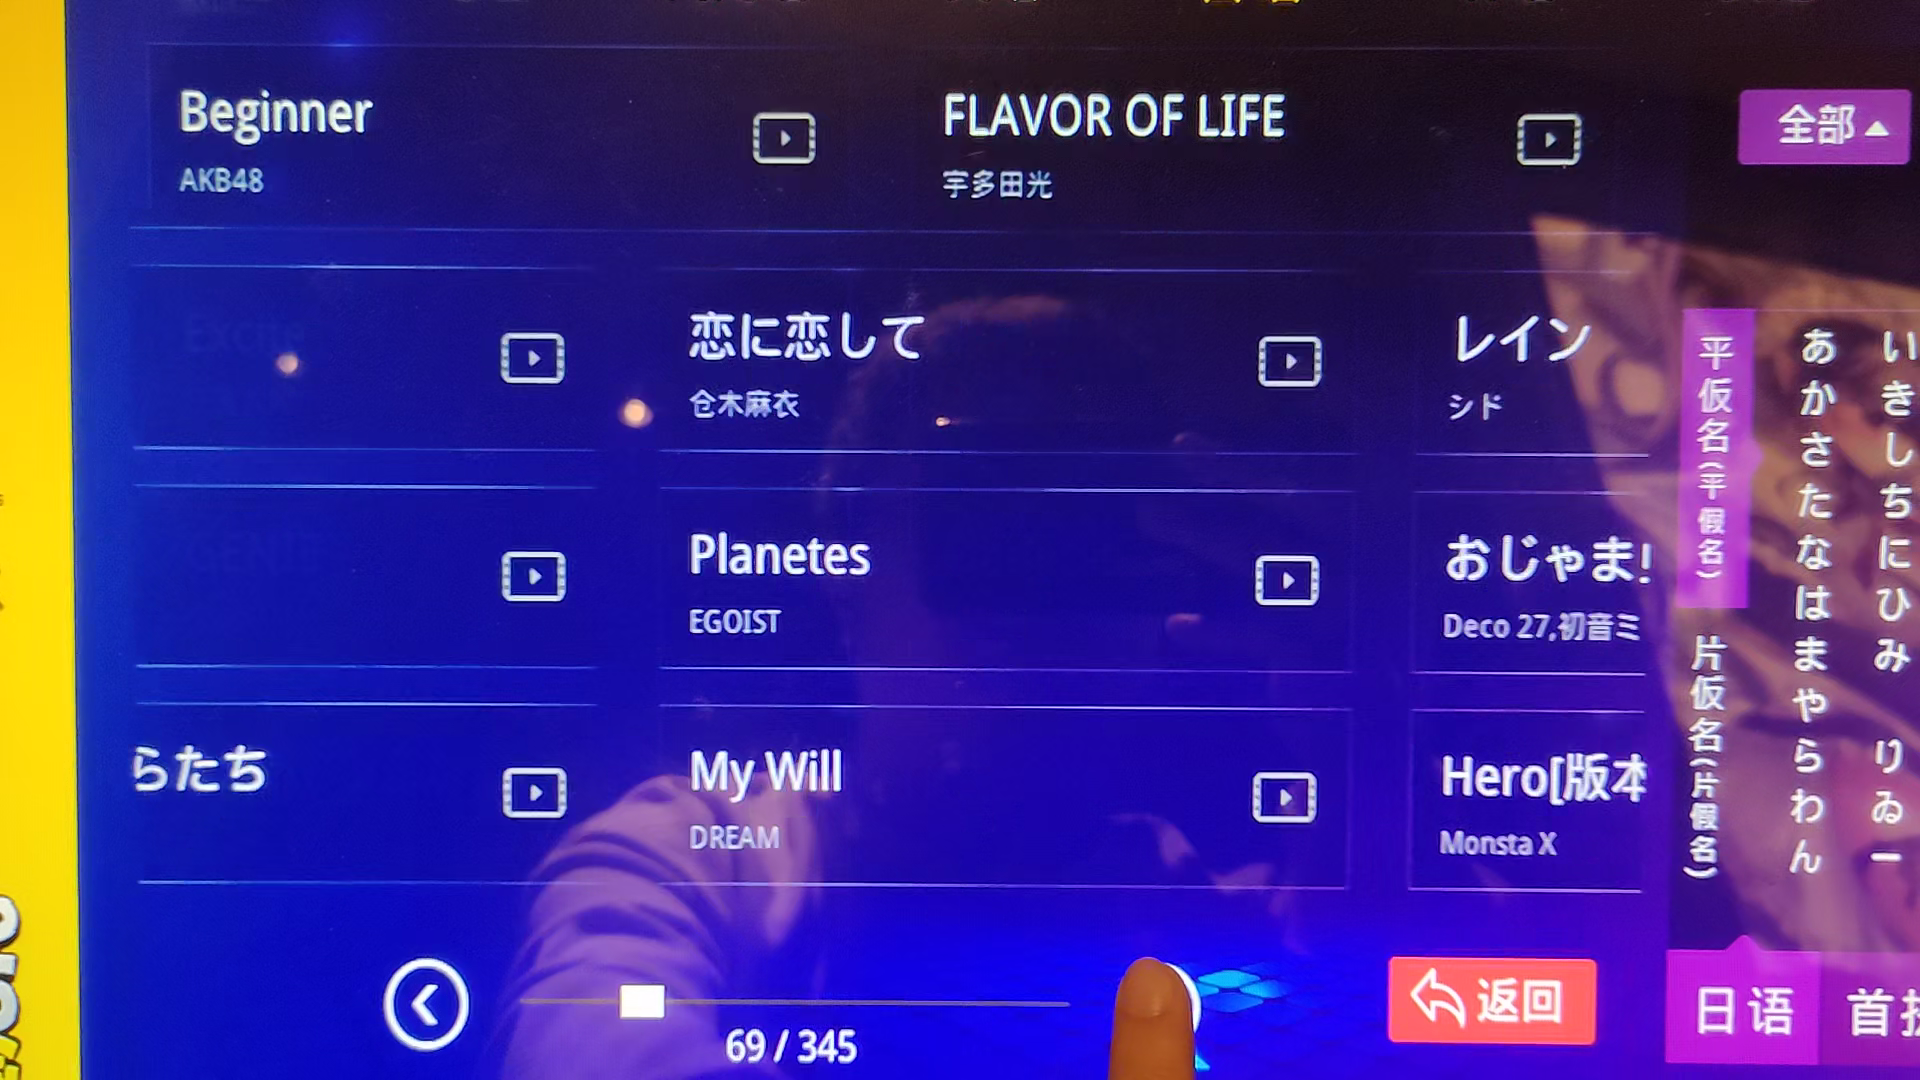 Beginner
AKB48
FLAVOR OF LIFE
宇多田光
全部▲
恋に恋して
仓木麻衣
レイン
シド
Planetes
EGOIST
おじゃま!
Deco 27,初音ミ
らたち
My Will
DREAM
Hero[版本
Monsta X
平仮名(平假名)
片仮名(片假名)
あかさたなはまやらわん
いきしちにひみ りゐー
69 / 345
返回
日语
首